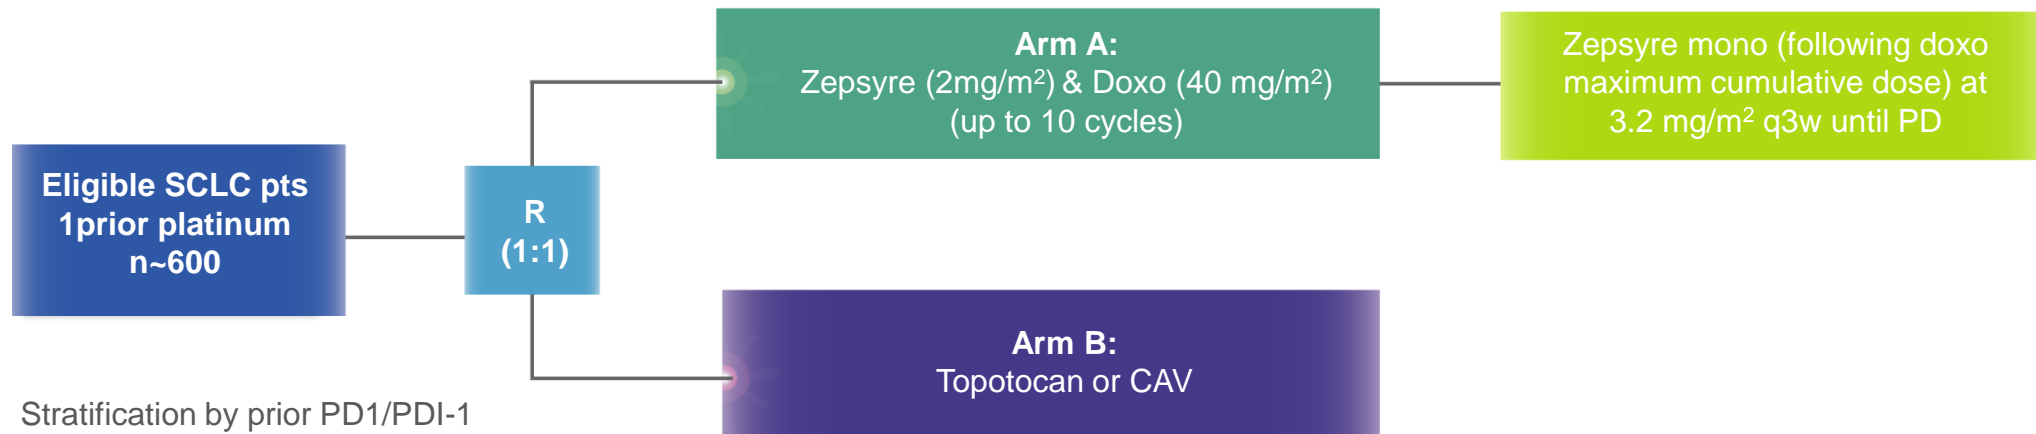 Eligible SCLC pts
1prior platinum
n~600
R
(1:1)
Arm A:
Zepsyre (2mg/m²) & Doxo (40 mg/m²)
(up to 10 cycles)
Zepsyre mono (following doxo
maximum cumulative dose) at
3.2 mg/m² q3w until PD
Arm B:
Topotocan or CAV
Stratification by prior PD1/PDI-1